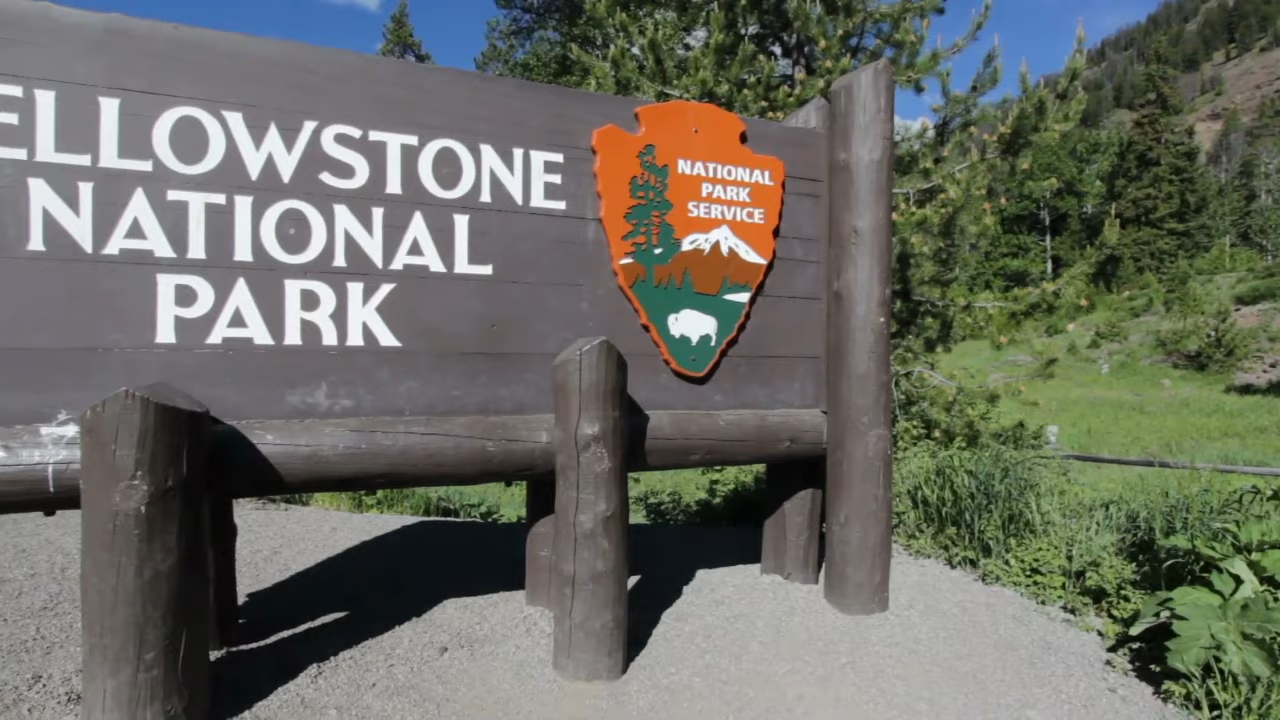 ELLOWSTONE
NATIONAL
PARK
NATIONAL
PARK
SERVICE